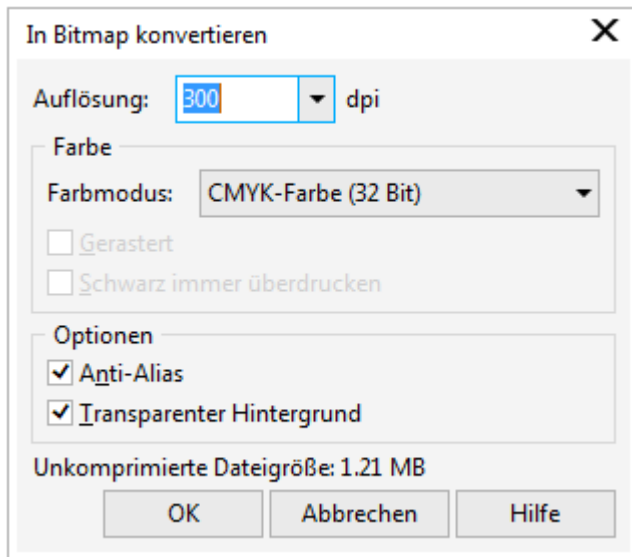 In Bitmap konvertieren
Auflösung: 300 dpi
Farbe
Farbmodus: CMYK-Farbe (32 Bit)
Gerastert
Schwarz immer überdrucken
Optionen
Anti-Alias
Transparenter Hintergrund
Unkomprimierte Dateigröße: 1.21 MB
OK Abbrechen Hilfe